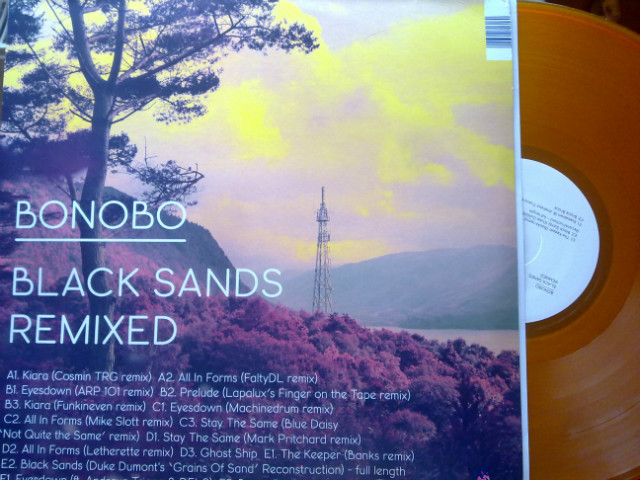 BONOBO
BLACK SANDS
REMIXED
A1. Kiara (Cosmin TRG remix) A2. All In Forms (FaltyDL remix)
B1. Eyesdown (ARP 101 remix) B2. Prelude (Lapalux's Finger on the Tape remix)
B3. Kiara (Funkineven remix) C1. Eyesdown (Machinedrum remix)
C2. All In Forms (Mike Slott remix) C3. Stay The Same (Blue Daisy
'Not Quite the Same' remix) D1. Stay The Same (Mark Pritchard remix)
D2. All In Forms (Letherette remix) D3. Ghost Ship E1. The Keeper (Banks remix)
E2. Black Sands (Duke Dumont's 'Grains Of Sand' Reconstruction) - full length